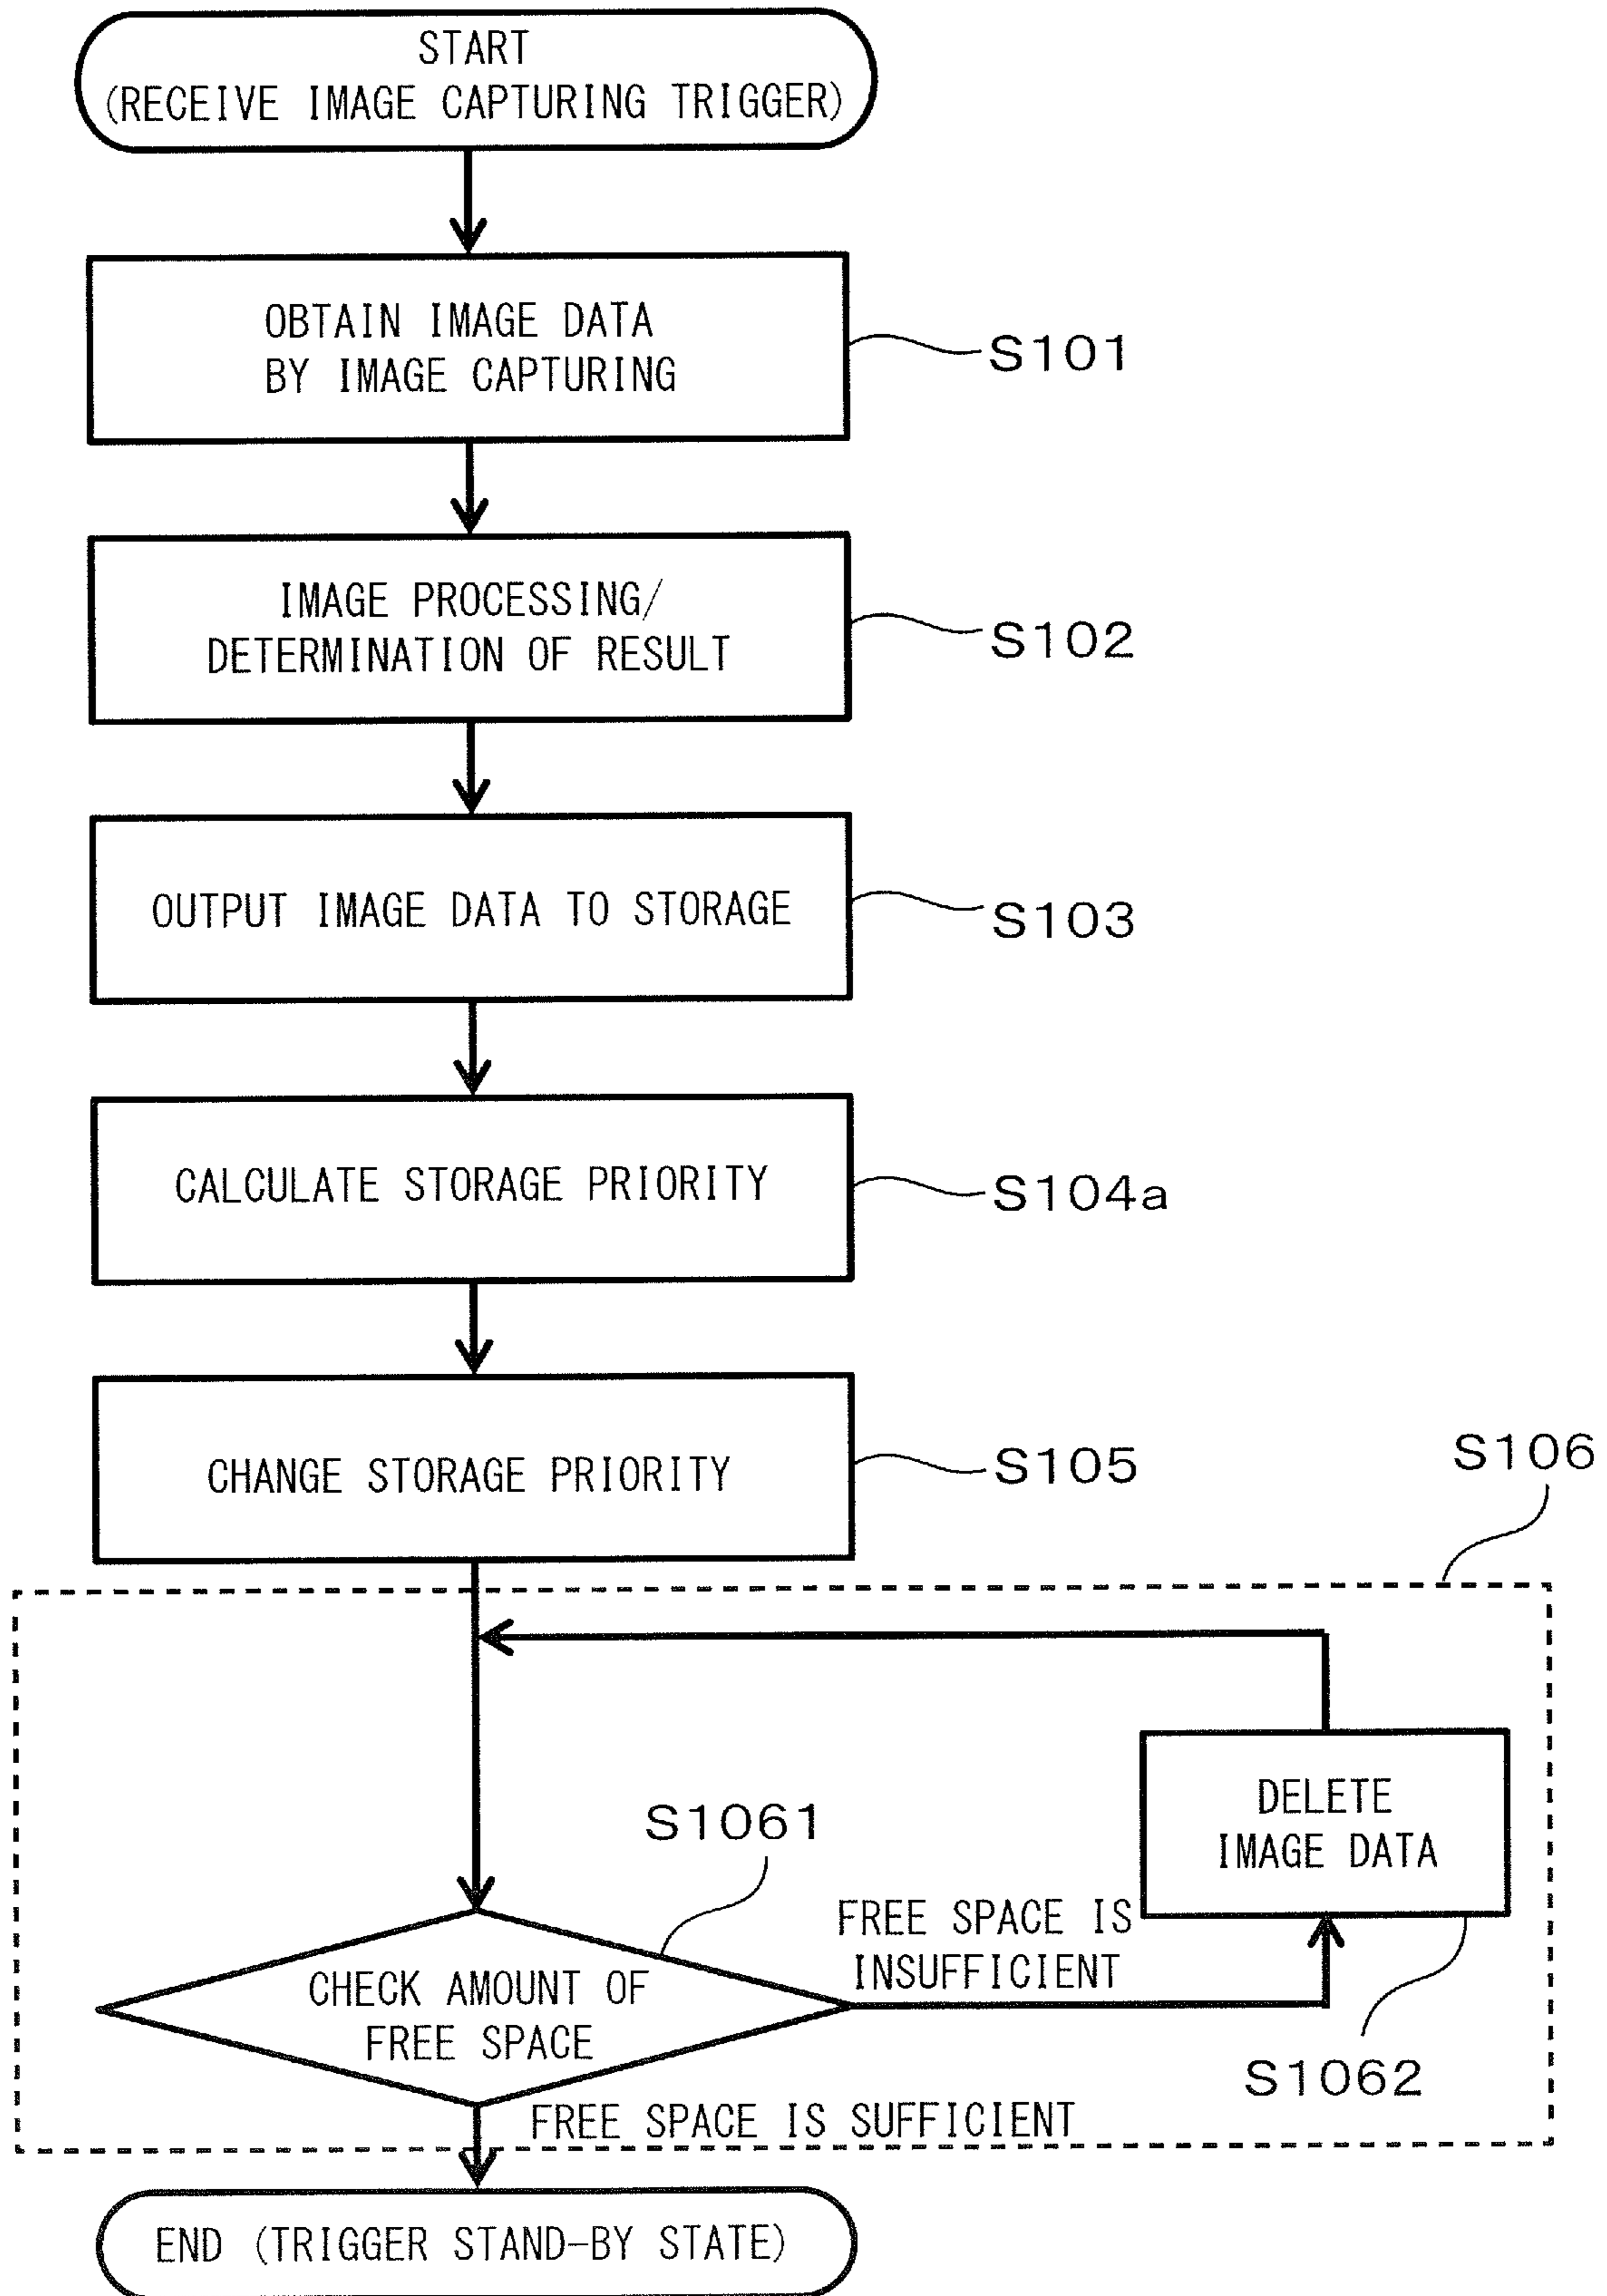 START
(RECEIVE IMAGE CAPTURING TRIGGER)
OBTAIN IMAGE DATA
BY IMAGE CAPTURING
S101
IMAGE PROCESSING/
DETERMINATION OF RESULT
S102
OUTPUT IMAGE DATA TO STORAGE
S103
CALCULATE STORAGE PRIORITY
S104a
CHANGE STORAGE PRIORITY
S105
S106
DELETE
IMAGE DATA
S1061
FREE SPACE IS
INSUFFICIENT
CHECK AMOUNT OF
FREE SPACE
S1062
FREE SPACE IS SUFFICIENT
END (TRIGGER STAND-BY STATE)